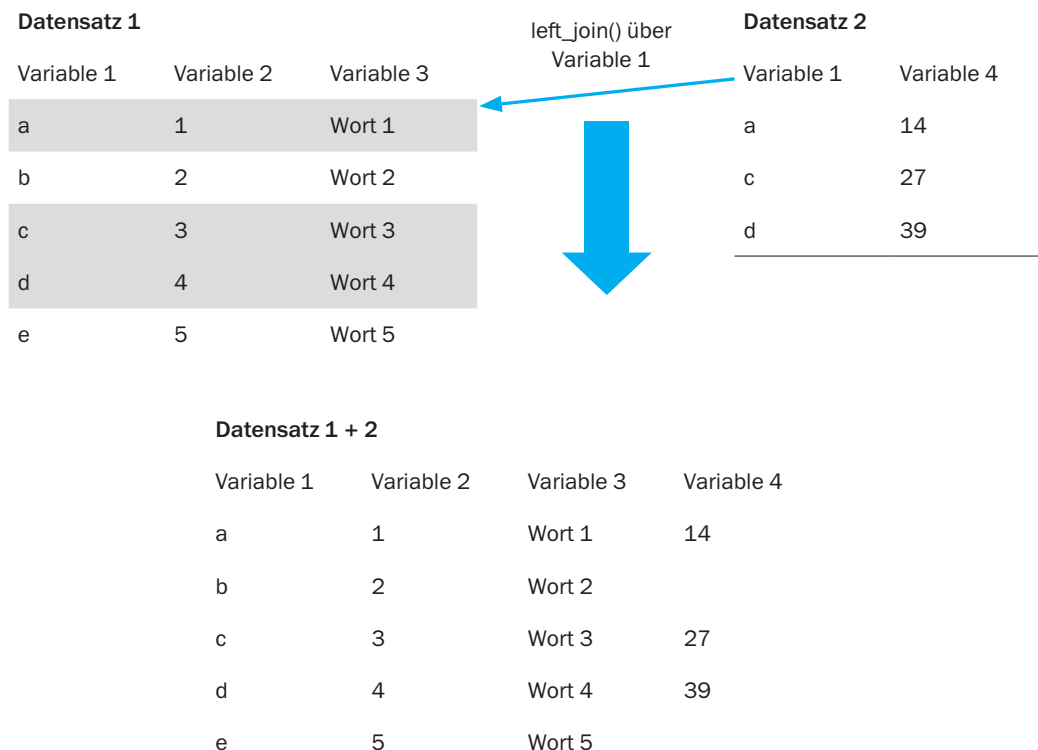 Datensatz 1
Variable 1 Variable 2 Variable 3
a 1 Wort 1
b 2 Wort 2
c 3 Wort 3
d 4 Wort 4
e 5 Wort 5
left_join() über
Variable 1
Datensatz 2
Variable 1 Variable 4
a 14
c 27
d 39
Datensatz 1 + 2
Variable 1 Variable 2 Variable 3 Variable 4
a 1 Wort 1 14
b 2 Wort 2
c 3 Wort 3 27
d 4 Wort 4 39
e 5 Wort 5